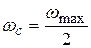 ω_c = ω_max / 2